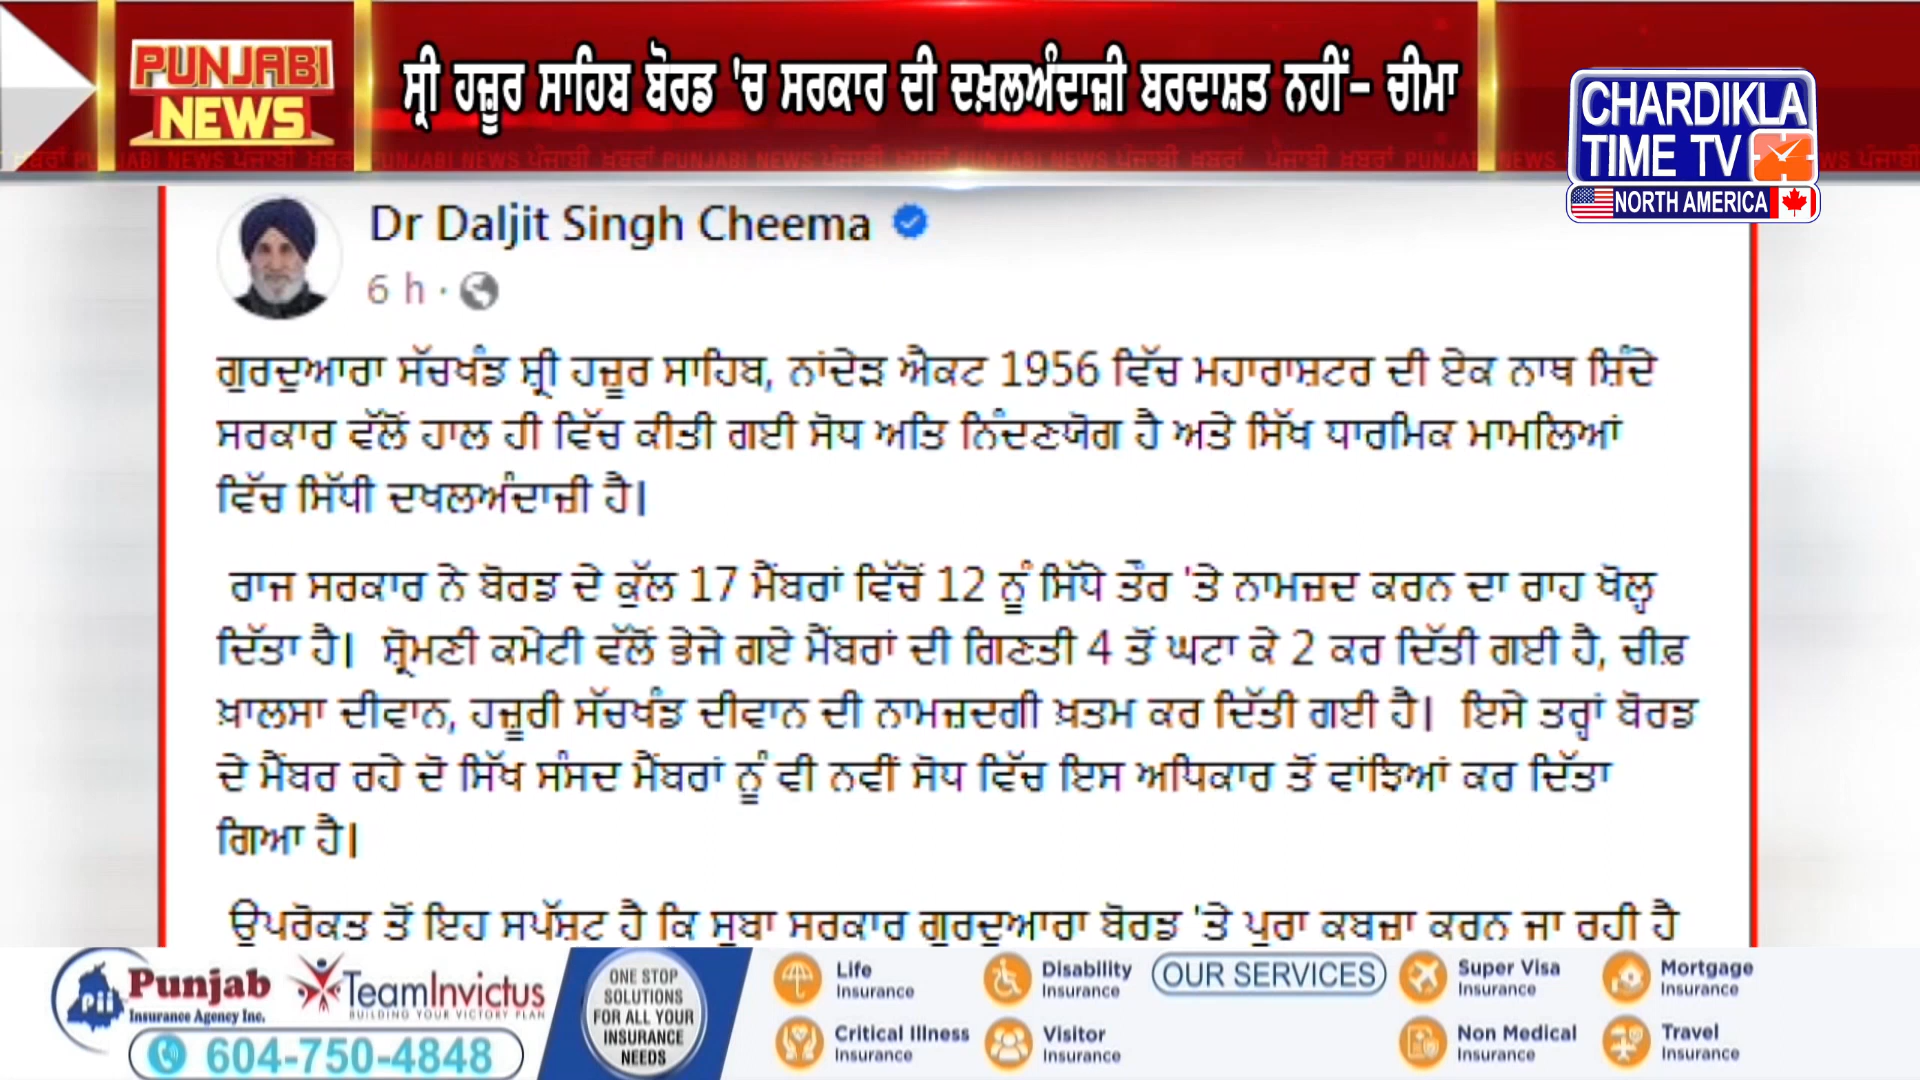 PUNJABI
NEWS
ਸ੍ਰੀ ਹਜ਼ੂਰ ਸਾਹਿਬ ਬੋਰਡ 'ਚ ਸਰਕਾਰ ਦੀ ਦਖ਼ਲਅੰਦਾਜ਼ੀ ਬਰਦਾਸ਼ਤ ਨਹੀਂ- ਚੀਮਾ
CHARDIKLA
TIME TV
NORTH AMERICA
Dr Daljit Singh Cheema
6 h ·
ਗੁਰਦੁਆਰਾ ਸੱਚਖੰਡ ਸ਼੍ਰੀ ਹਜ਼ੂਰ ਸਾਹਿਬ, ਨਾਂਦੇੜ ਐਕਟ 1956 ਵਿੱਚ ਮਹਾਰਾਸ਼ਟਰ ਦੀ ਏਕ ਨਾਥ ਸ਼ਿੰਦੇ
ਸਰਕਾਰ ਵੱਲੋਂ ਹਾਲ ਹੀ ਵਿੱਚ ਕੀਤੀ ਗਈ ਸੋਧ ਅਤਿ ਨਿੰਦਣਯੋਗ ਹੈ ਅਤੇ ਸਿੱਖ ਧਾਰਮਿਕ ਮਾਮਲਿਆਂ
ਵਿੱਚ ਸਿੱਧੀ ਦਖਲਅੰਦਾਜ਼ੀ ਹੈ।
ਰਾਜ ਸਰਕਾਰ ਨੇ ਬੋਰਡ ਦੇ ਕੁੱਲ 17 ਮੈਂਬਰਾਂ ਵਿੱਚੋਂ 12 ਨੂੰ ਸਿੱਧੇ ਤੌਰ 'ਤੇ ਨਾਮਜ਼ਦ ਕਰਨ ਦਾ ਰਾਹ ਖੋਲ੍ਹ
ਦਿੱਤਾ ਹੈ। ਸ਼੍ਰੋਮਣੀ ਕਮੇਟੀ ਵੱਲੋਂ ਭੇਜੇ ਗਏ ਮੈਂਬਰਾਂ ਦੀ ਗਿਣਤੀ 4 ਤੋਂ ਘਟਾ ਕੇ 2 ਕਰ ਦਿੱਤੀ ਗਈ ਹੈ, ਚੀਫ਼
ਖ਼ਾਲਸਾ ਦੀਵਾਨ, ਹਜ਼ੂਰੀ ਸੱਚਖੰਡ ਦੀਵਾਨ ਦੀ ਨਾਮਜ਼ਦਗੀ ਖ਼ਤਮ ਕਰ ਦਿੱਤੀ ਗਈ ਹੈ। ਇਸੇ ਤਰ੍ਹਾਂ ਬੋਰਡ
ਦੇ ਮੈਂਬਰ ਰਹੇ ਦੋ ਸਿੱਖ ਸੰਸਦ ਮੈਂਬਰਾਂ ਨੂੰ ਵੀ ਨਵੀਂ ਸੋਧ ਵਿੱਚ ਇਸ ਅਧਿਕਾਰ ਤੋਂ ਵਾਂਝਿਆਂ ਕਰ ਦਿੱਤਾ
ਗਿਆ ਹੈ।
ਉਪਰੋਕਤ ਤੋਂ ਇਹ ਸਪੱਸ਼ਟ ਹੈ ਕਿ ਸੂਬਾ ਸਰਕਾਰ ਗੁਰਦੁਆਰਾ ਬੋਰਡ 'ਤੇ ਪੂਰਾ ਕਬਜ਼ਾ ਕਰਨ ਜਾ ਰਹੀ ਹੈ
PII Punjab
Insurance Agency Inc.
TeamInvictus
BUILDING YOUR VICTORY PLAN
604-750-4848
ONE STOP
SOLUTIONS
FOR ALL YOUR
INSURANCE
NEEDS
Life
Insurance
Disability
Insurance
OUR SERVICES
Super Visa
Insurance
Mortgage
Insurance
Critical Illness
Insurance
Visitor
Insurance
Non Medical
Insurance
Travel
Insurance